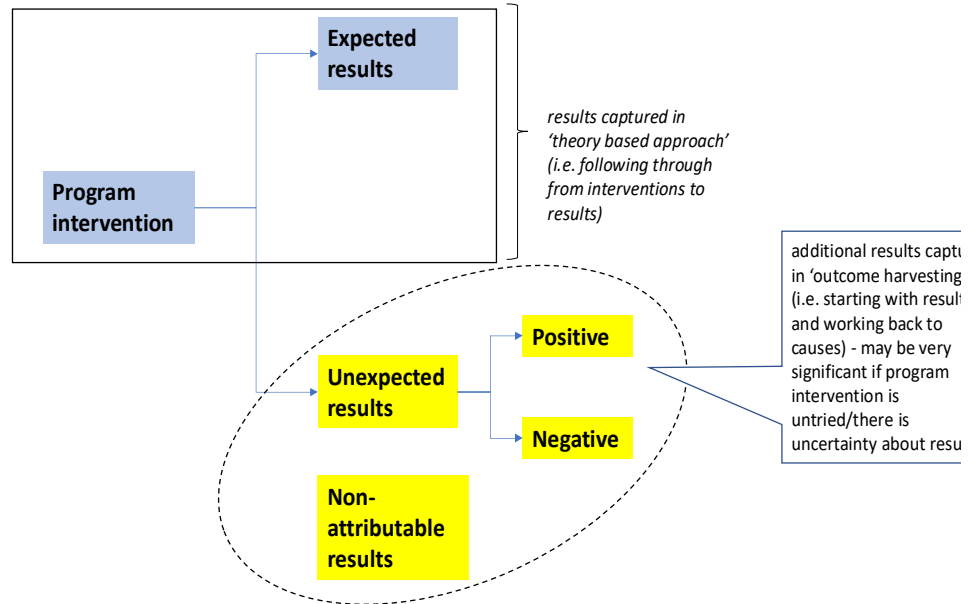 Expected
results
results captured in
‘theory based approach’
(i.e. following through
from interventions to
results)
Program
intervention
additional results captu
in ‘outcome harvesting
(i.e. starting with result
and working back to
causes) - may be very
significant if program
intervention is
untried/there is
uncertainty about resu
Positive
Unexpected
results
Negative
Non-
attributable
results